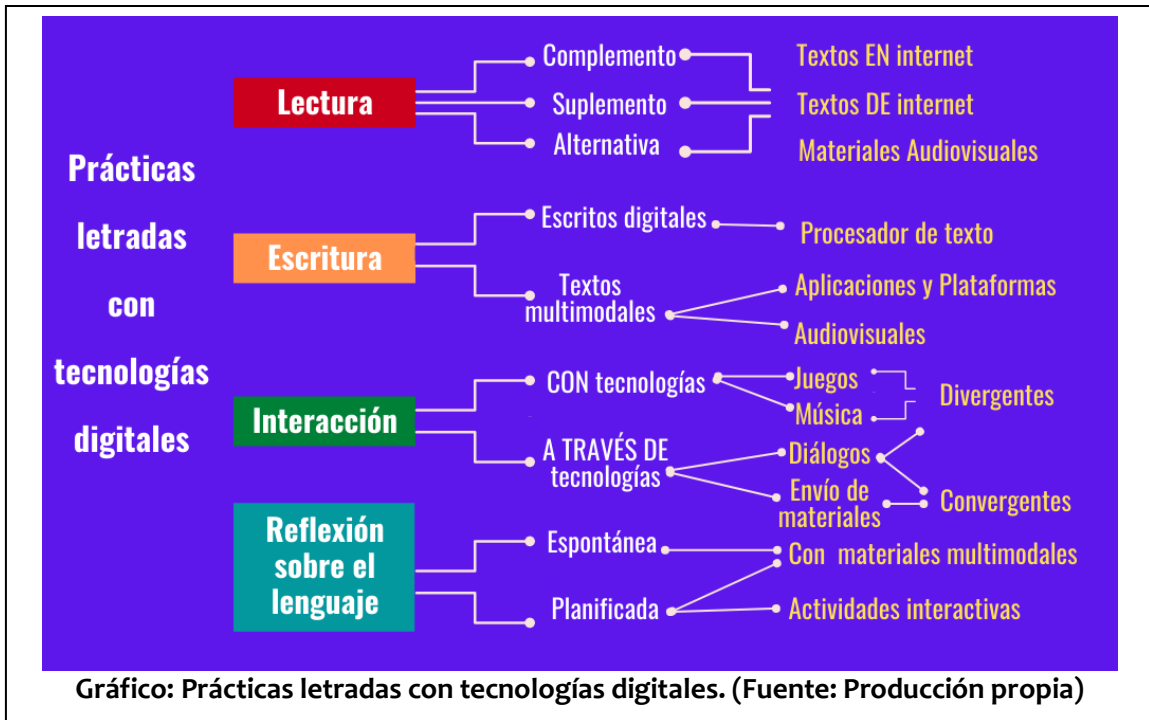 Prácticas
letradas
con
tecnologías
digitales
Lectura
Complemento
Suplemento
Alternativa
Textos EN internet
Textos DE internet
Materiales Audiovisuales
Escritura
Escritos digitales
Procesador de texto
Textos
multimodales
Aplicaciones y Plataformas
Audiovisuales
Interacción
CON tecnologías
Juegos
Música
Divergentes
A TRAVÉS DE
tecnologías
Diálogos
Envío de
materiales
Convergentes
Reflexión
sobre el
lenguaje
Espontánea
Con materiales multimodales
Planificada
Actividades interactivas
Gráfico: Prácticas letradas con tecnologías digitales. (Fuente: Producción propia)